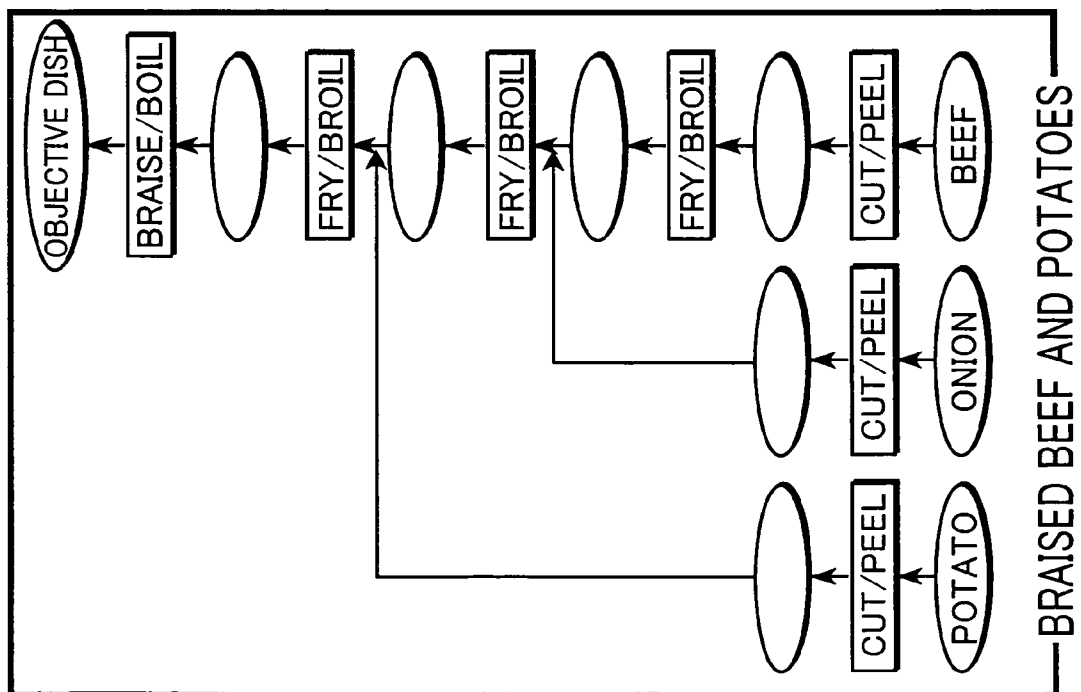 OBJECTIVE DISH
BRAISE/BOIL
FRY/BROIL
FRY/BROIL
FRY/BROIL
CUT/PEEL
CUT/PEEL
CUT/PEEL
POTATO
ONION
BEEF
BRAISED BEEF AND POTATOES